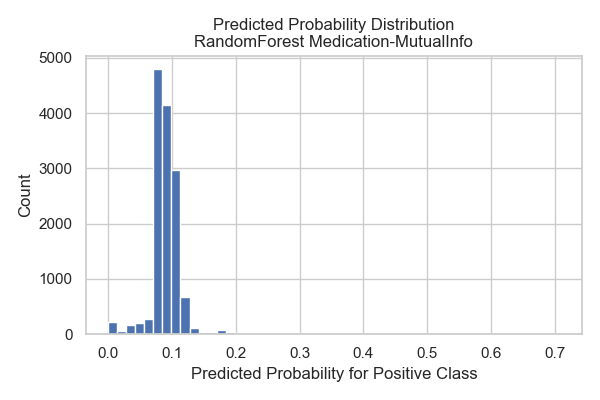 Predicted Probability Distribution
RandomForest Medication-MutualInfo
5000
4000
3000
2000
1000
0
Count
0.0 0.1 0.2 0.3 0.4 0.5 0.6 0.7
Predicted Probability for Positive Class